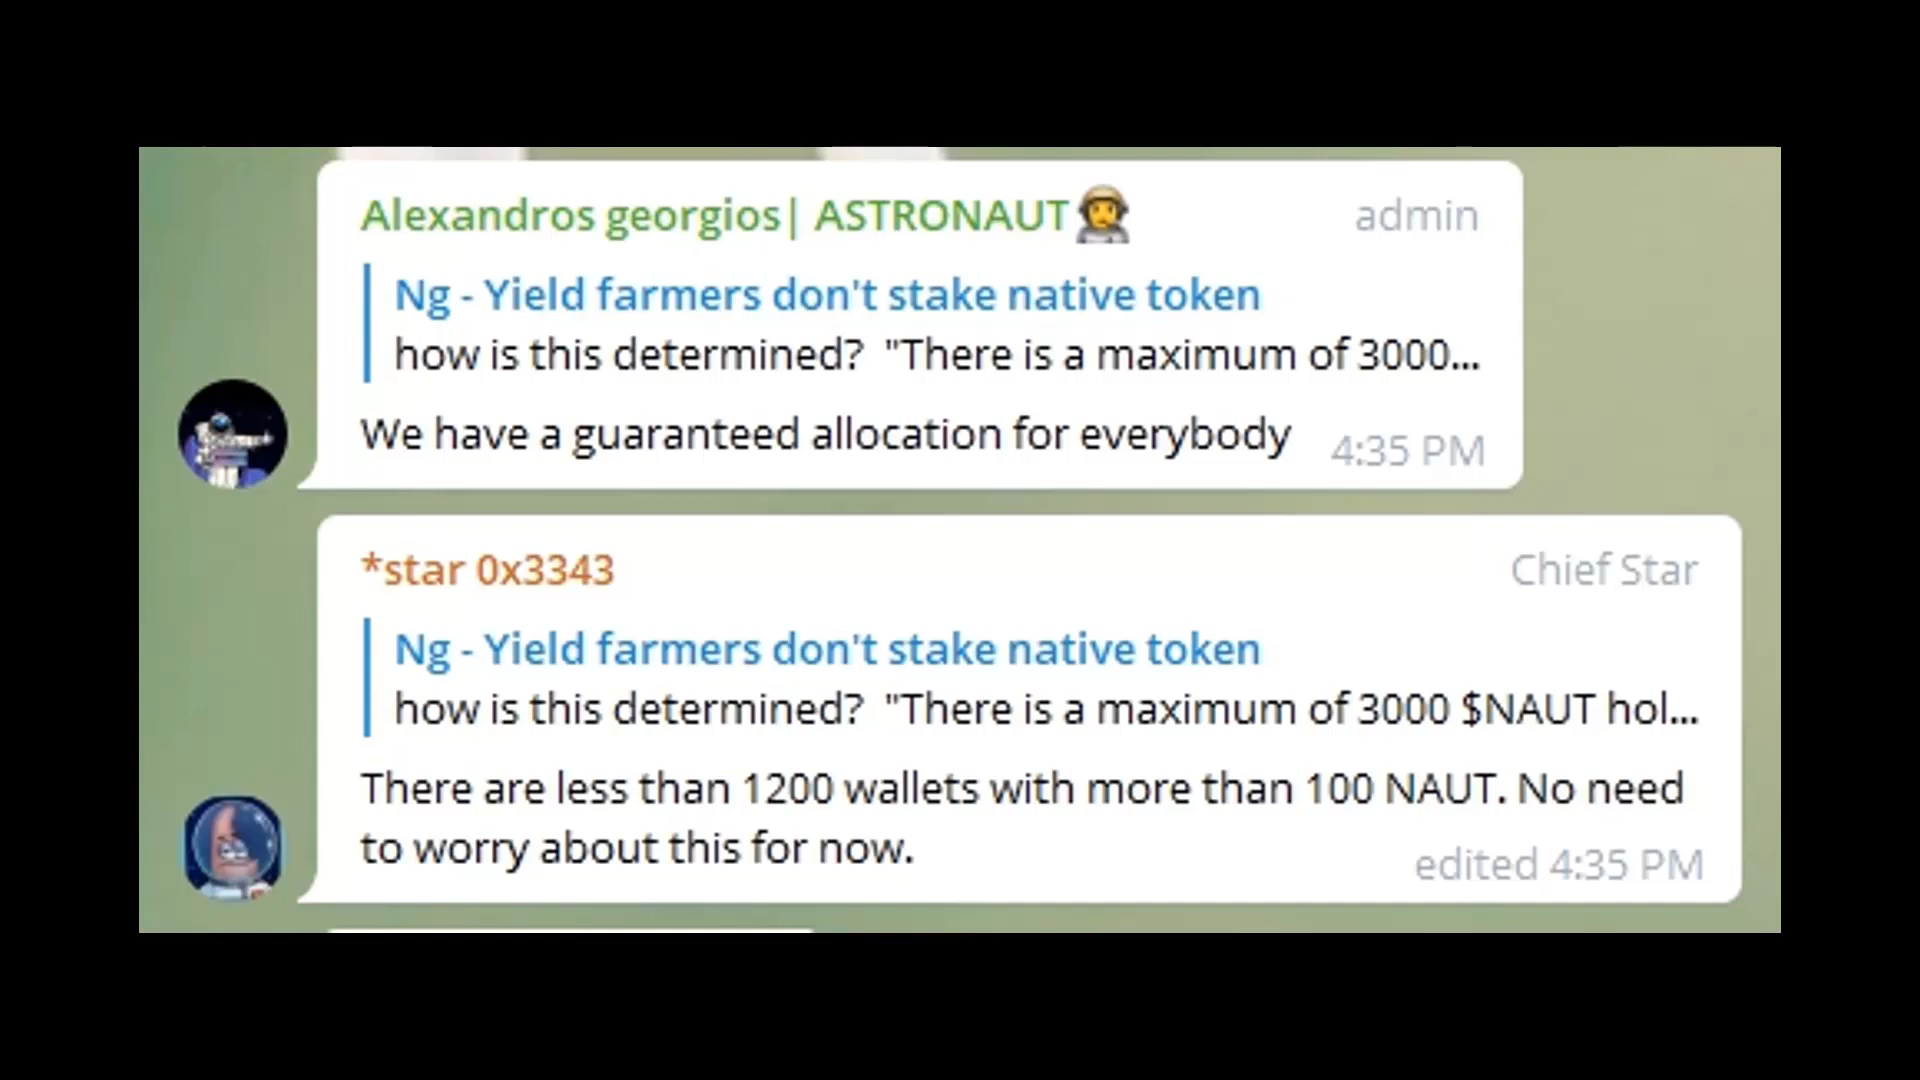 Alexandros georgios| ASTRONAUT👨‍🚀 admin
Ng - Yield farmers don't stake native token
how is this determined?  "There is a maximum of 3000...
We have a guaranteed allocation for everybody 4:35 PM
*star 0x3343 Chief Star
Ng - Yield farmers don't stake native token
how is this determined?  "There is a maximum of 3000 $NAUT hol...
There are less than 1200 wallets with more than 100 NAUT. No need
to worry about this for now.
edited 4:35 PM